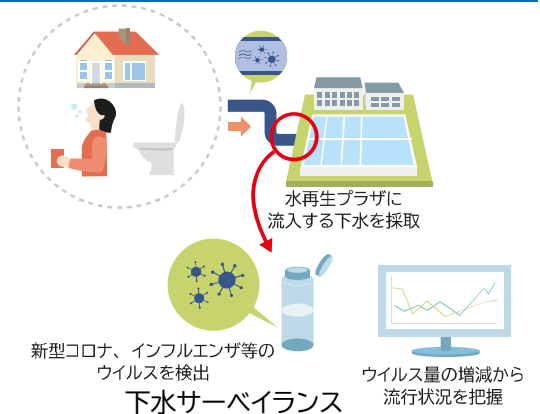 水再生プラザに
流入する下水を採取
新型コロナ、インフルエンザ等の
ウイルスを検出
ウイルス量の増減から
流行状況を把握
下水サーベイランス